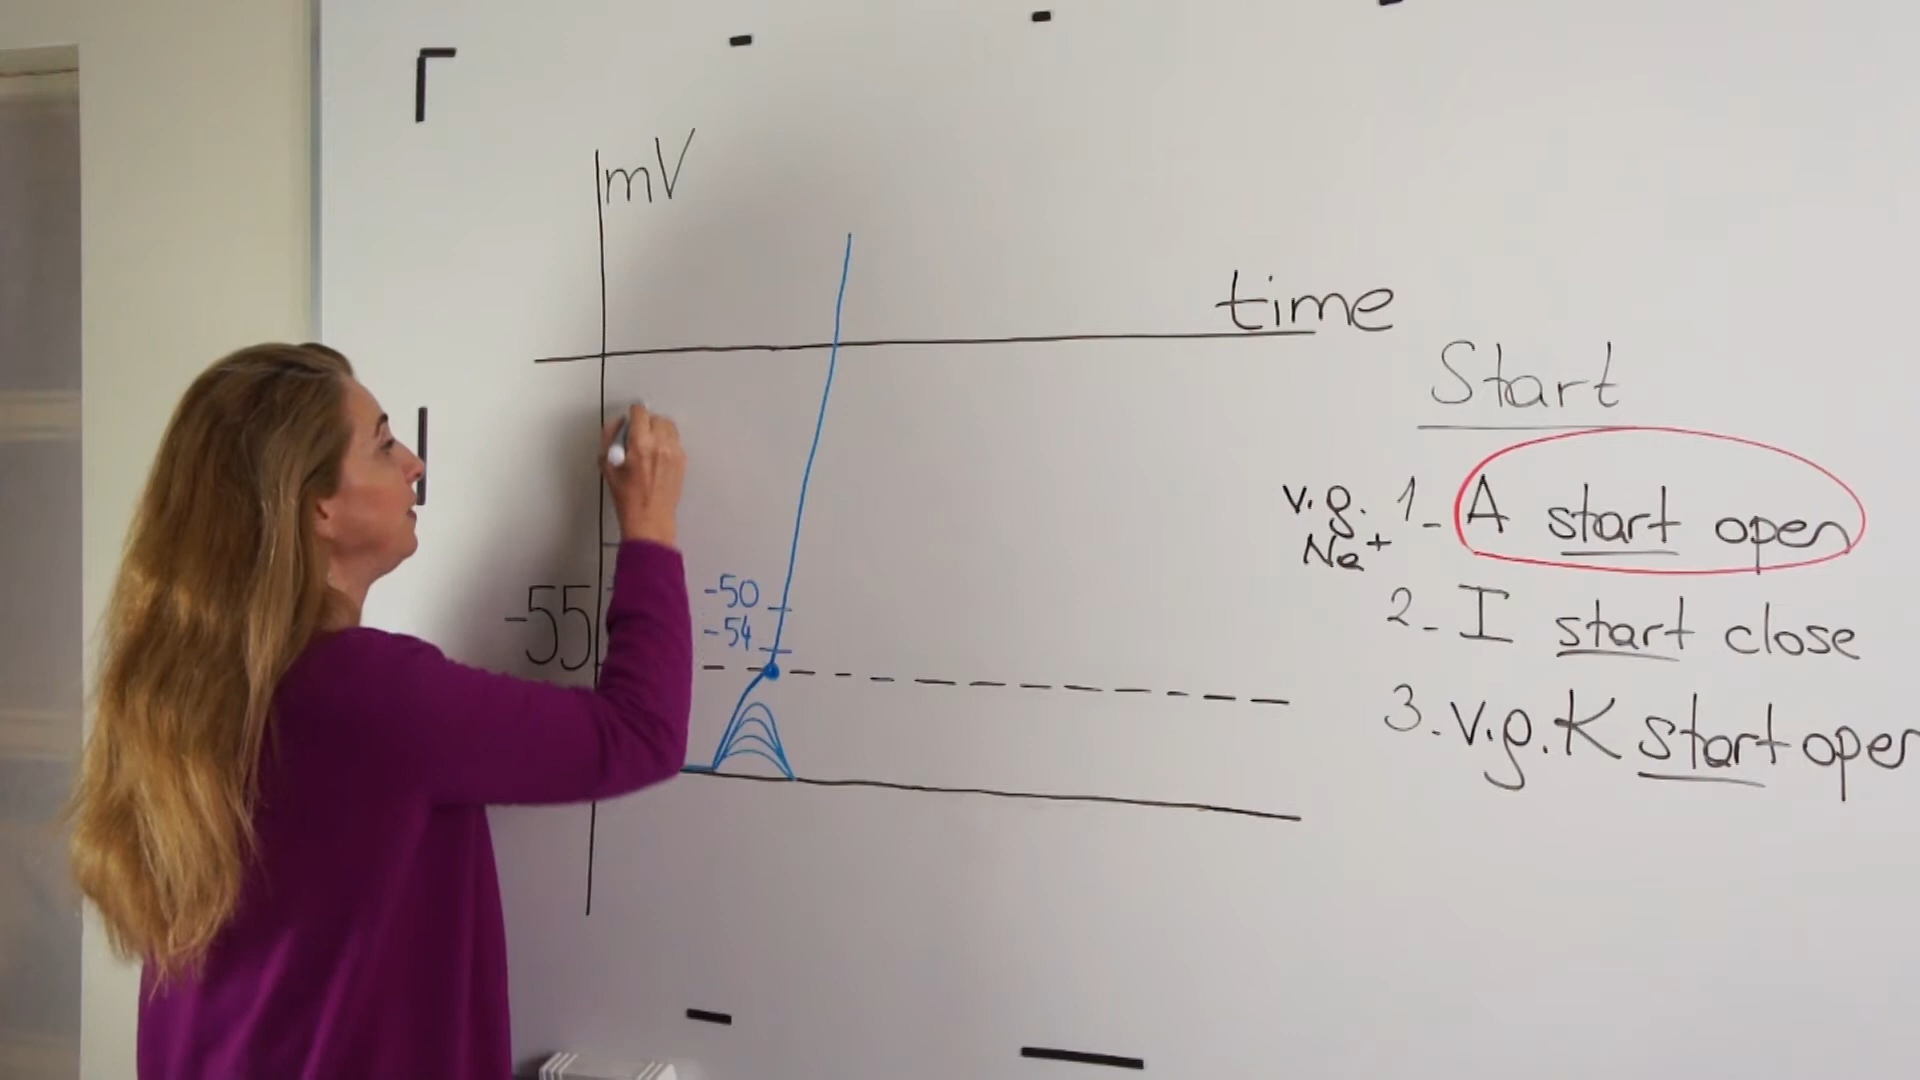 mV
time
Start
v.g. 1- A start open
Na+
-50
-55
-54
2- I start close
3. v.g. K start open